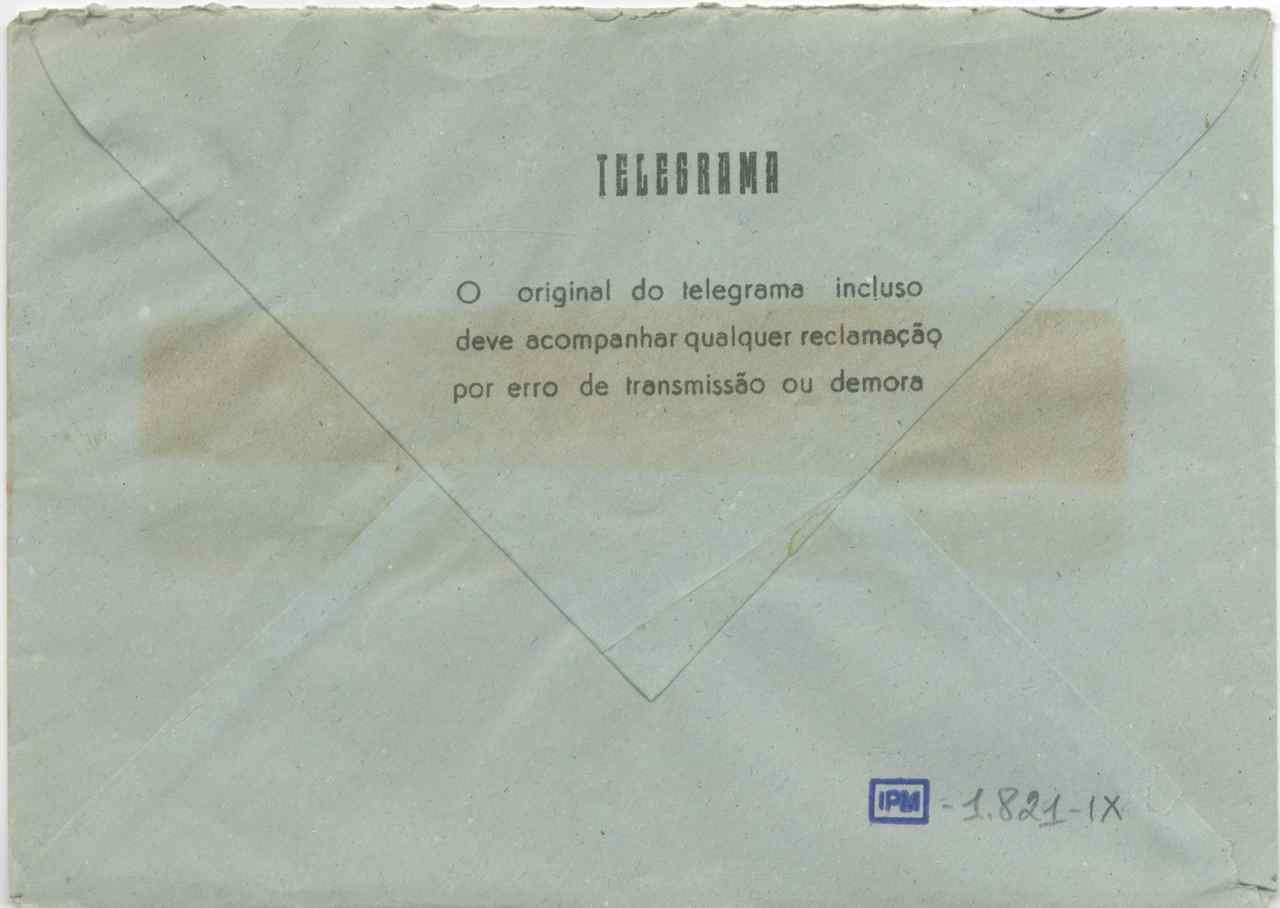 TELEGRAMA
O original do telegrama incluso
deve acompanhar qualquer reclamação
por erro de transmissão ou demora
IPM - 1.821-IX